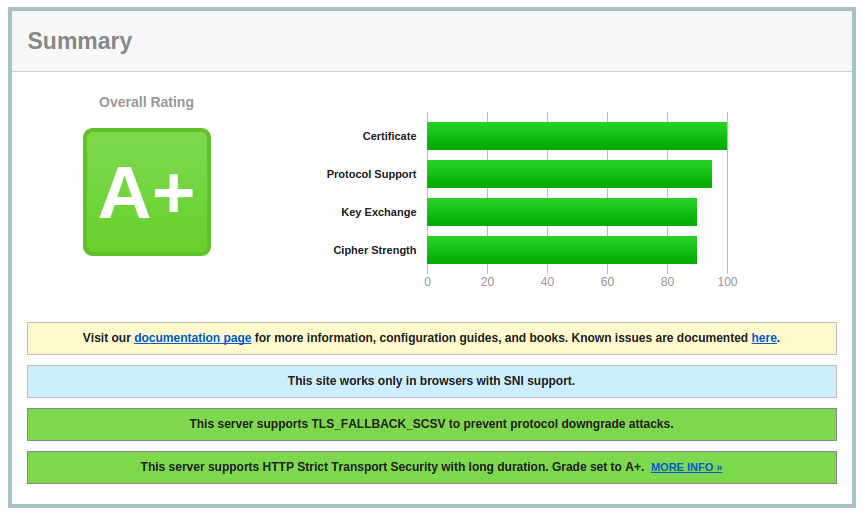 Summary
Overall Rating
A+
Certificate
Protocol Support
Key Exchange
Cipher Strength
0 20 40 60 80 100
Visit our documentation page for more information, configuration guides, and books. Known issues are documented here.
This site works only in browsers with SNI support.
This server supports TLS_FALLBACK_SCSV to prevent protocol downgrade attacks.
This server supports HTTP Strict Transport Security with long duration. Grade set to A+. MORE INFO »